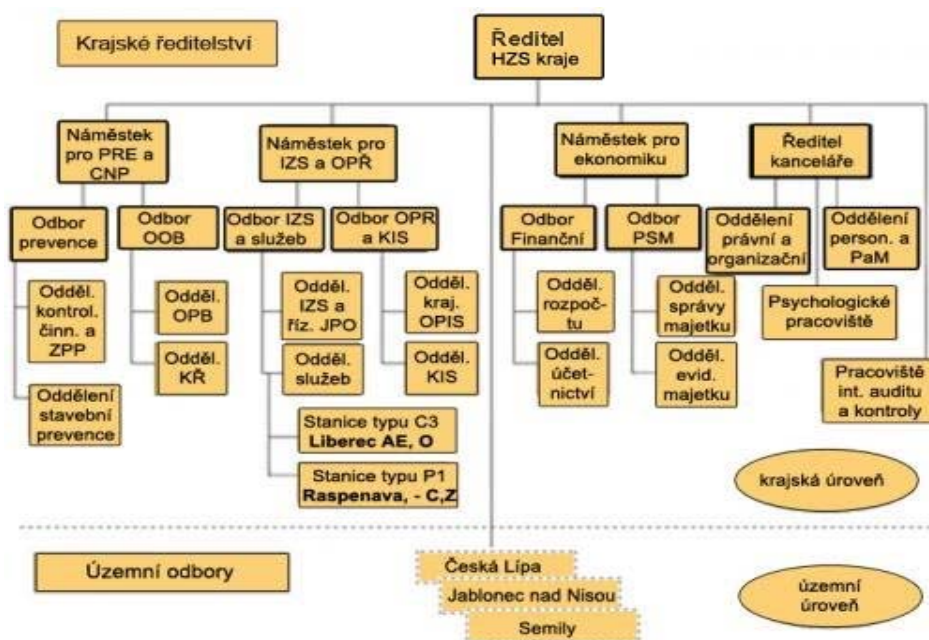 Krajské ředitelství
Ředitel
HZS kraje
Náměstek
pro PRE a
CNP
Náměstek pro
IZS a OPŘ
Náměstek pro
ekonomiku
Ředitel
kanceláře
Odbor
prevence
Odbor
OOB
Odbor IZS
a služeb
Odbor OPR
a KIS
Odbor
Finanční
Odbor
PSM
Oddělení
právní a
organizační
Oddělení
person. a
PaM
Odděl.
kontrol.
činn. a
ZPP
Odděl.
OPB
Odděl.
IZS a
říz. JPO
Odděl.
kraj.
OPIS
Odděl.
rozpoč-
tu
Odděl.
správy
majetku
Psychologické
pracoviště
Oddělení
stavební
prevence
Odděl.
KŘ
Odděl.
služeb
Odděl.
KIS
Odděl.
účet-
nictví
Odděl.
evid.
majetku
Pracoviště
int. auditu
a kontroly
Stanice typu C3
Liberec AE, O
Stanice typu P1
Raspenava, - C,Z
krajská úroveň
Územní odbory
Česká Lípa
Jablonec nad Nisou
Semily
územní
úroveň